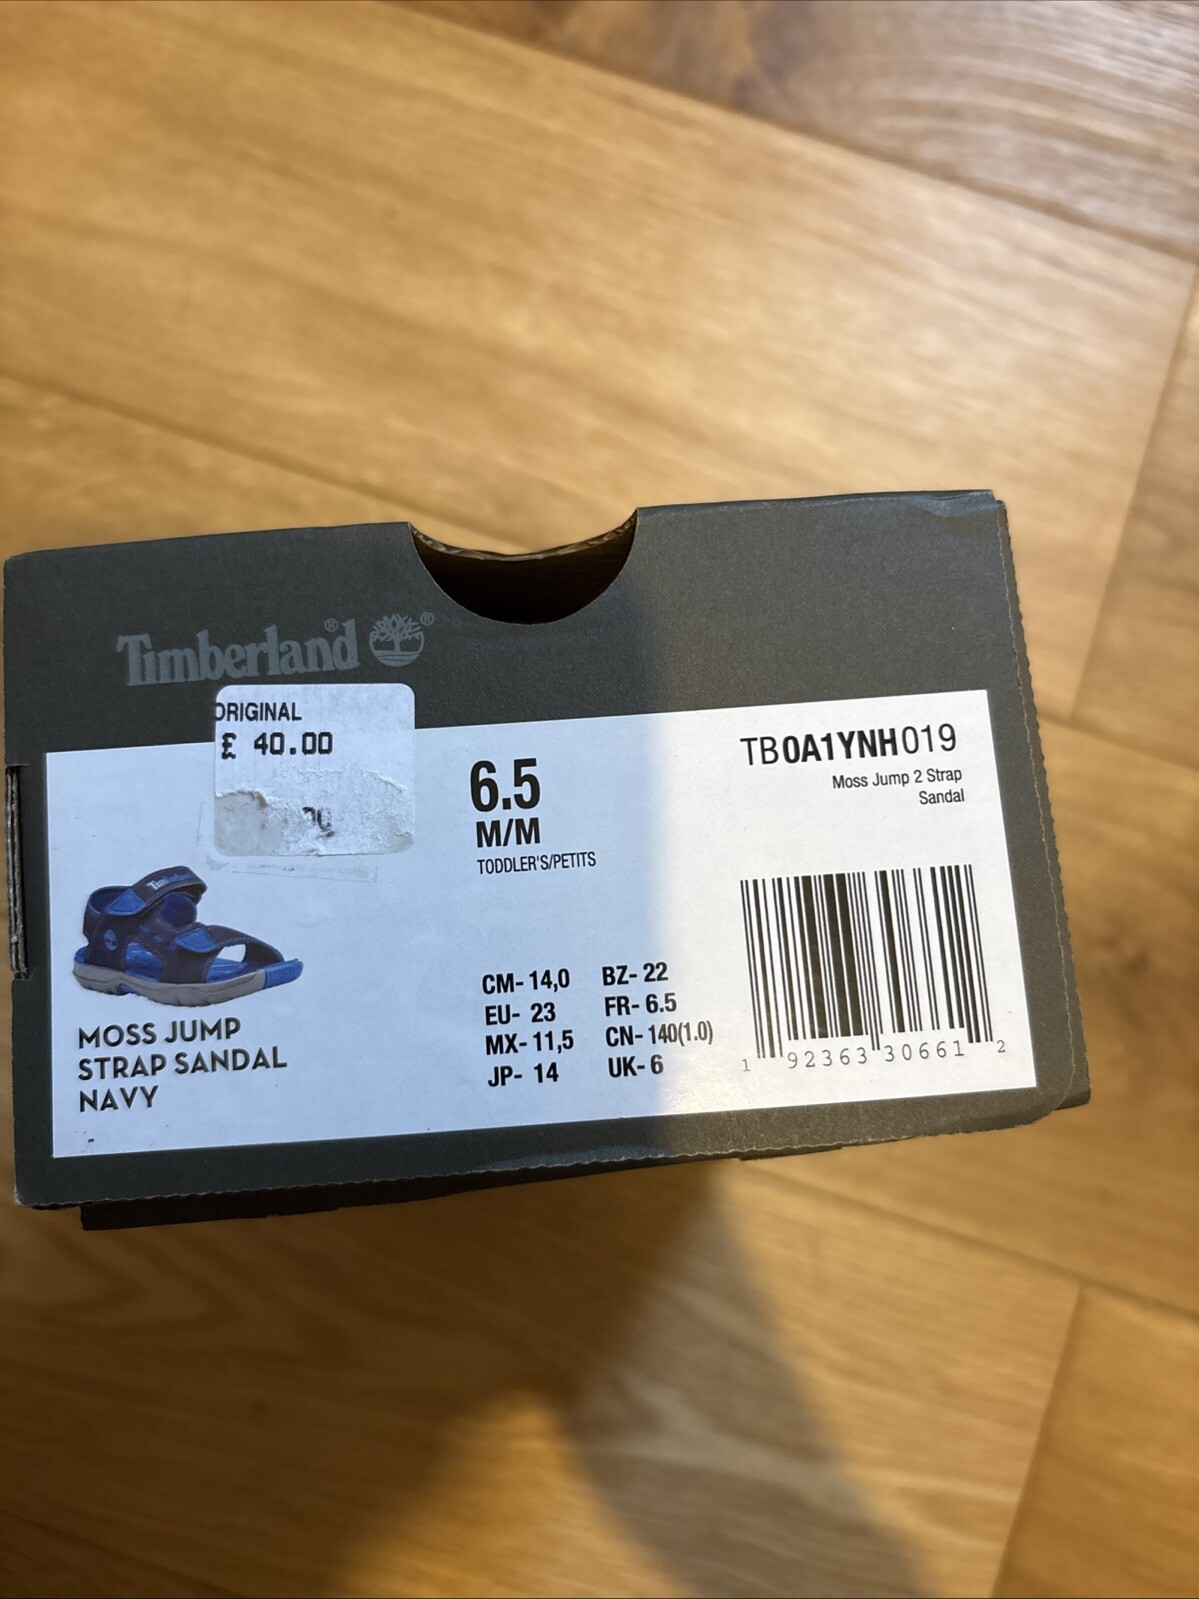 Timberland® ®
ORIGINAL
£ 40.00
6.5
M/M
TODDLER'S/PETITS
TB0A1YNH019
Moss Jump 2 Strap
Sandal
Timberland
MOSS JUMP
STRAP SANDAL
NAVY
CM- 14,0 BZ- 22
EU- 23 FR- 6.5
MX- 11,5 CN- 140(1.0)
JP- 14 UK- 6
1 92363 30661 2